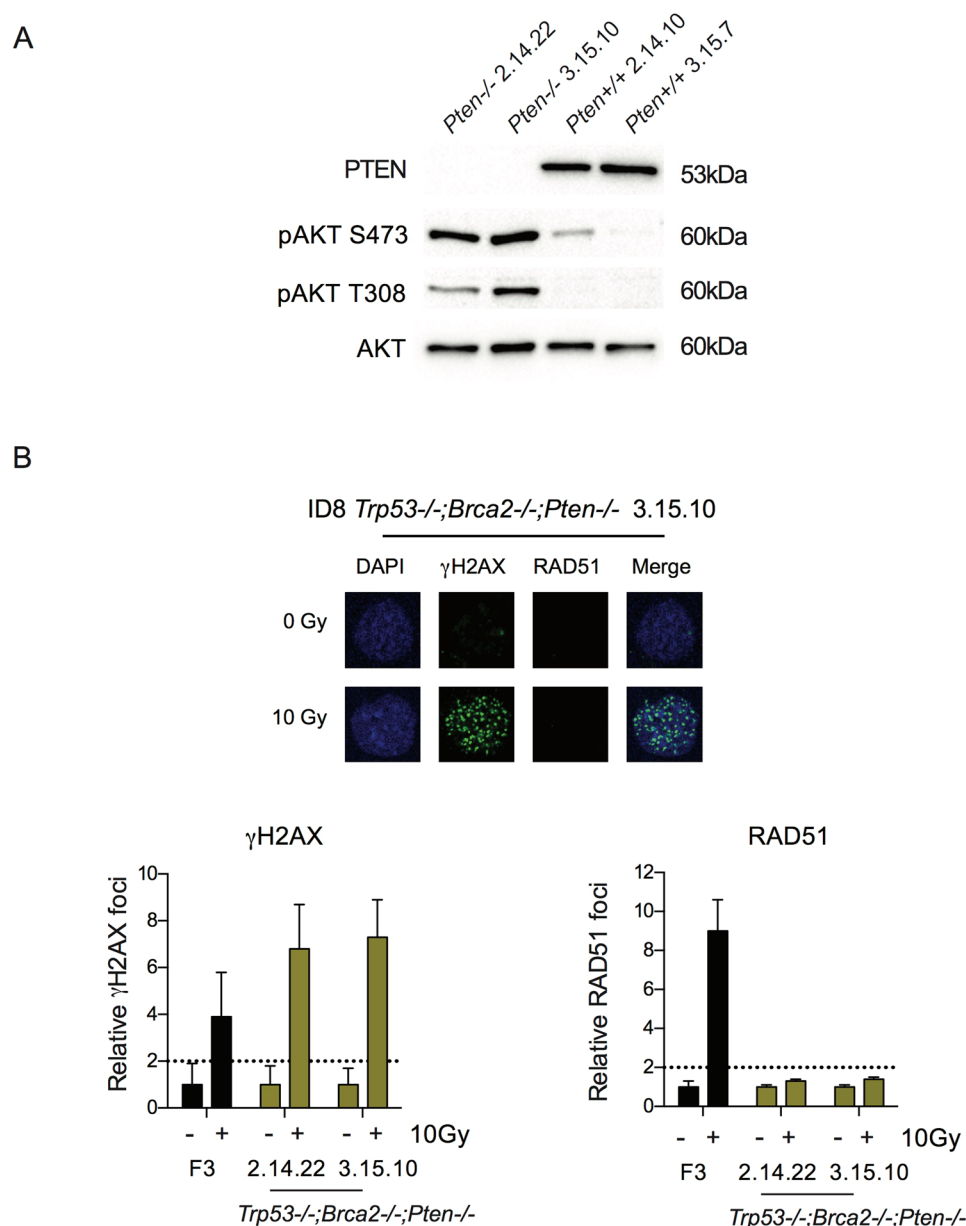 A
Pten-/- 2.14.22
Pten-/- 3.15.10
Pten+/+ 2.14.10
Pten+/+ 3.15.7
PTEN 53kDa
pAKT S473 60kDa
pAKT T308 60kDa
AKT 60kDa
B
ID8 Trp53-/-;Brca2-/-;Pten-/- 3.15.10
DAPI γH2AX RAD51 Merge
0 Gy
10 Gy
γH2AX
Relative γH2AX foci
10
8
6
4
2
0
- + - + - + 10Gy
F3 2.14.22 3.15.10
Trp53-/-;Brca2-/-;Pten-/-
RAD51
Relative RAD51 foci
12
10
8
6
4
2
0
- + - + - + 10Gy
F3 2.14.22 3.15.10
Trp53-/-;Brca2-/-;Pten-/-